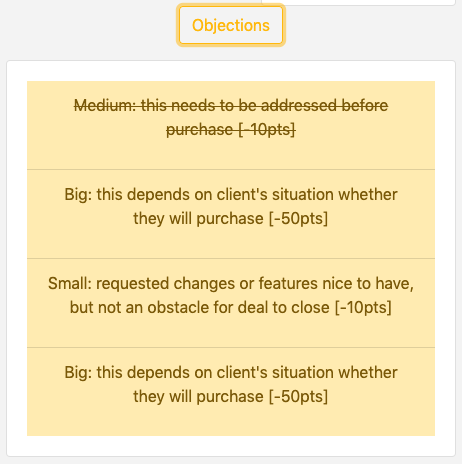 Objections
Medium: this needs to be addressed before
purchase [-10pts]
Big: this depends on client's situation whether
they will purchase [-50pts]
Small: requested changes or features nice to have,
but not an obstacle for deal to close [-10pts]
Big: this depends on client's situation whether
they will purchase [-50pts]